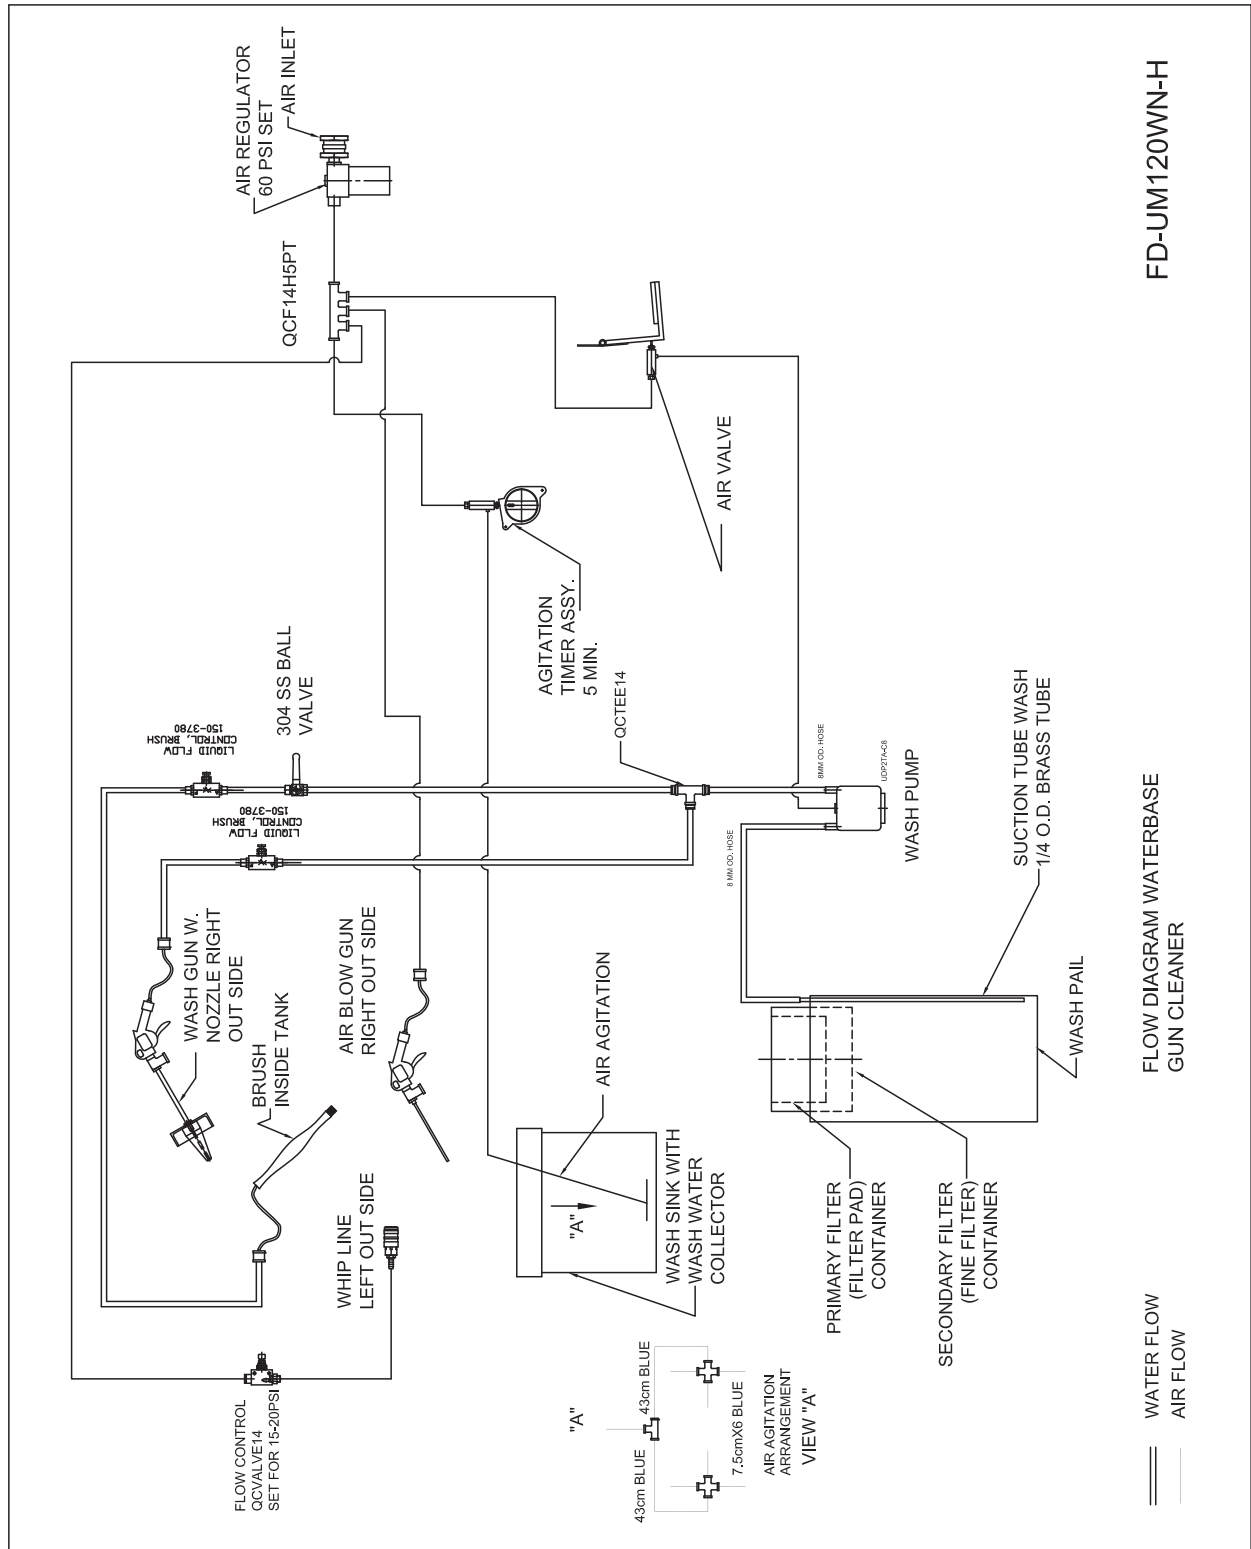 AIR REGULATOR
60 PSI SET
AIR INLET
QCF14H5PT
FD-UM120WN-H
AIR VALVE
AGITATION
TIMER ASSY.
5 MIN.
304 SS BALL
VALVE
LIQUID FLOW
CONTROL, BRUSH
150-3780
LIQUID FLOW
CONTROL, BRUSH
150-3780
QCTEE14
8MM OD. HOSE
UDP2TA-C8
WASH PUMP
8 MM OD. HOSE
SUCTION TUBE WASH
1/4 O.D. BRASS TUBE
WASH GUN W.
NOZZLE RIGHT
OUT SIDE
BRUSH
INSIDE TANK
AIR BLOW GUN
RIGHT OUT SIDE
AIR AGITATION
WASH PAIL
FLOW DIAGRAM WATERBASE
GUN CLEANER
WHIP LINE
LEFT OUT SIDE
"A"
WASH SINK WITH
WASH WATER
COLLECTOR
PRIMARY FILTER
(FILTER PAD)
CONTAINER
SECONDARY FILTER
(FINE FILTER)
CONTAINER
FLOW CONTROL
QCVALVE14
SET FOR 15-20PSI
"A"
43cm BLUE
43cm BLUE
7.5cmX6 BLUE
AIR AGITATION
ARRANGEMENT
VIEW "A"
WATER FLOW
AIR FLOW